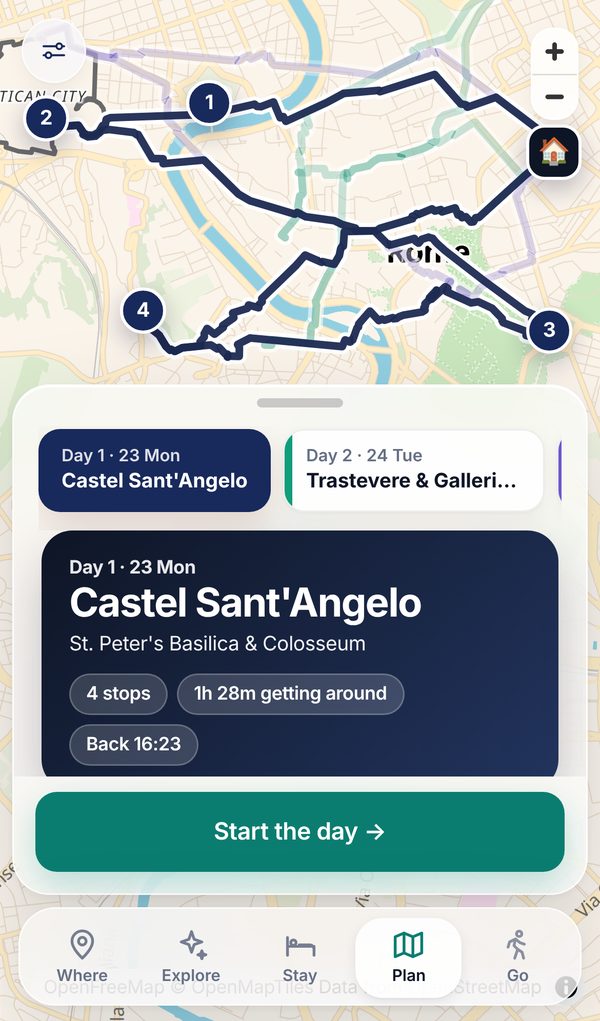 TICAN CITY
1
2
Rome
4
3
Day 1 · 23 Mon
Castel Sant'Angelo
Day 2 · 24 Tue
Trastevere & Galleri...
Day 1 · 23 Mon
Castel Sant'Angelo
St. Peter's Basilica & Colosseum
4 stops
1h 28m getting around
Back 16:23
Start the day →
Where
Explore
Stay
Plan
Go
OpenFreeMap © OpenMapTiles Data StreetMap